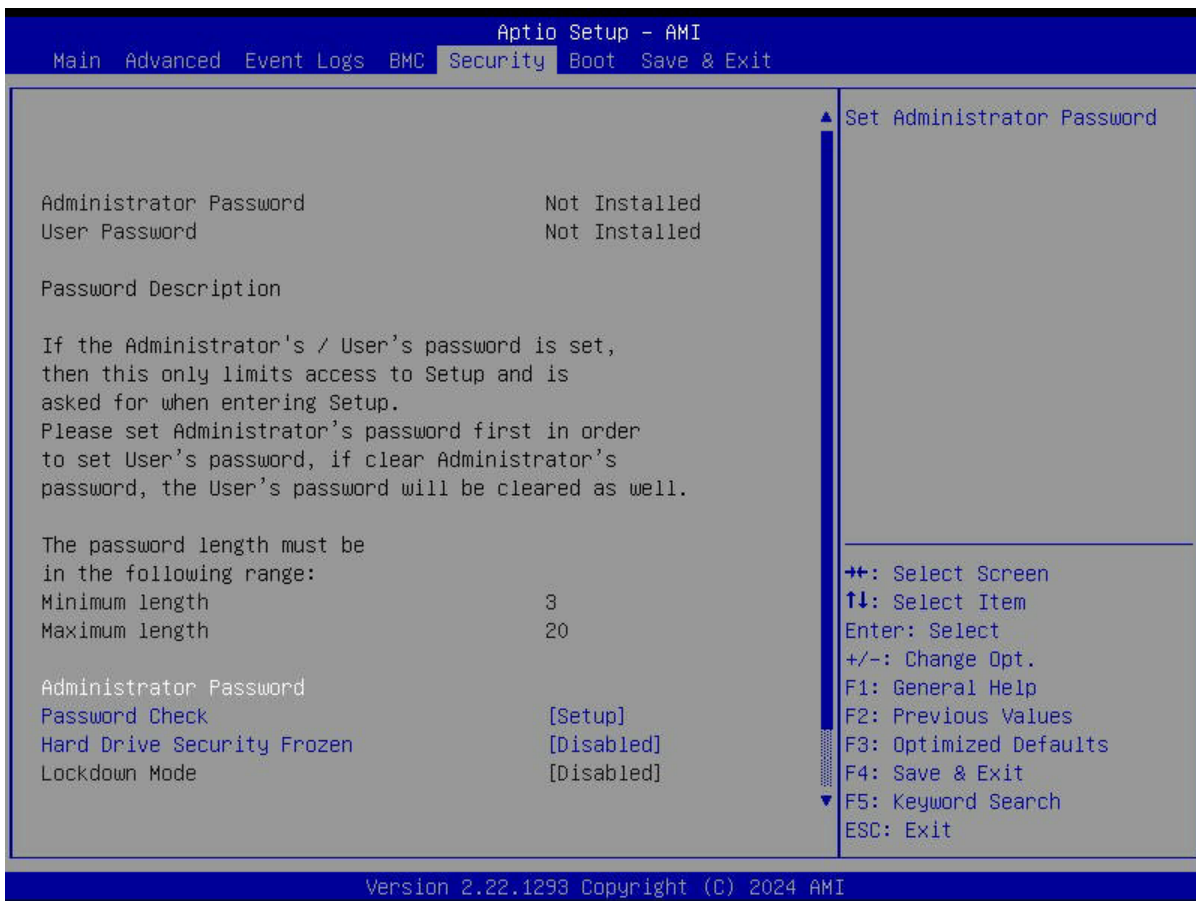 Aptio Setup – AMI
Main Advanced Event Logs BMC Security Boot Save & Exit
Set Administrator Password
Administrator Password Not Installed
User Password Not Installed
Password Description
If the Administrator's / User's password is set,
then this only limits access to Setup and is
asked for when entering Setup.
Please set Administrator's password first in order
to set User's password, if clear Administrator's
password, the User's password will be cleared as well.
The password length must be
in the following range:
Minimum length 3
Maximum length 20
Administrator Password
Password Check [Setup]
Hard Drive Security Frozen [Disabled]
Lockdown Mode [Disabled]
→←: Select Screen
↑↓: Select Item
Enter: Select
+/-: Change Opt.
F1: General Help
F2: Previous Values
F3: Optimized Defaults
F4: Save & Exit
F5: Keyword Search
ESC: Exit
Version 2.22.1293 Copyright (C) 2024 AMI